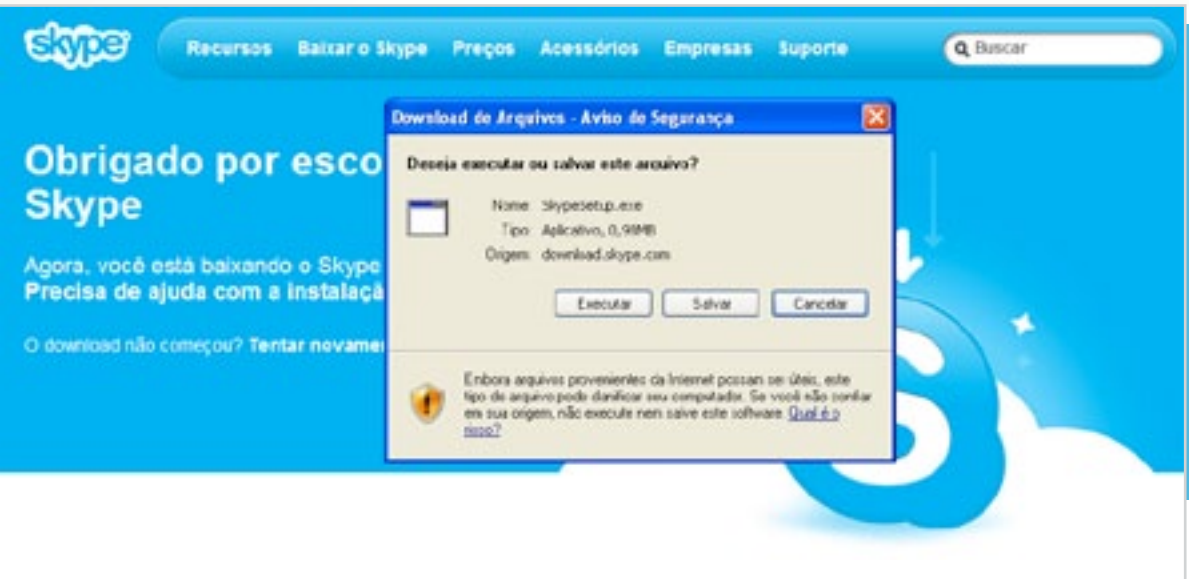 skype
Recursos Baixar o Skype Preços Acessórios Empresas Suporte Buscar
Obrigado por esco
Skype
Agora, você está baixando o Skype
Precisa de ajuda com a instalaçã
O download não começou? Tentar novame
Download de Arquivos - Aviso de Segurança
Deseja executar ou salvar este arquivo?
Nome: SkypeSetup.exe
Tipo: Aplicativo, 0,98MB
Origem: download.skype.com
Executar Salvar Cancelar
Embora arquivos provenientes da Internet possam ser úteis, este
tipo de arquivo pode danificar seu computador. Se você não confiar
em sua origem, não execute nem salve este software. Qual é o
risco?
S